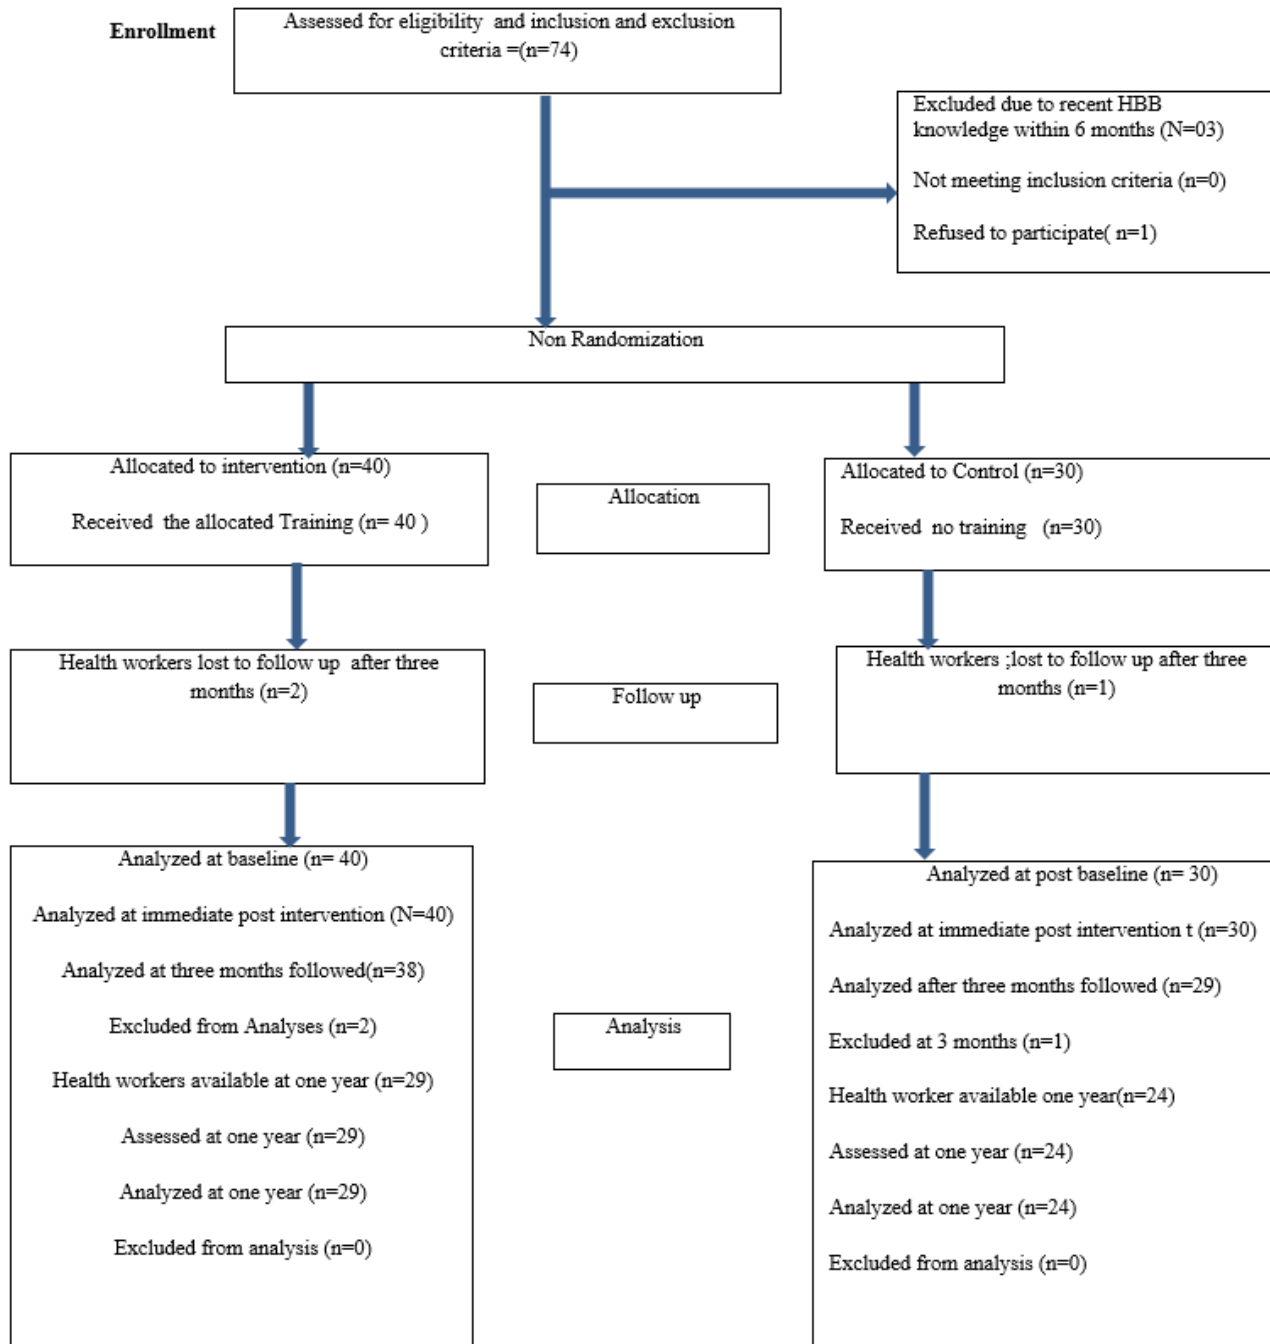 Enrollment
Assessed for eligibility and inclusion and exclusion
criteria =(n=74)
Excluded due to recent HBB
knowledge within 6 months (N=03)
Not meeting inclusion criteria (n=0)
Refused to participate( n=1)
Non Randomization
Allocated to intervention (n=40)
Received the allocated Training (n= 40 )
Allocation
Allocated to Control (n=30)
Received no training (n=30)
Health workers lost to follow up after three
months (n=2)
Follow up
Health workers ;lost to follow up after three
months (n=1)
Analyzed at baseline (n= 40)
Analyzed at immediate post intervention (N=40)
Analyzed at three months followed(n=38)
Excluded from Analyses (n=2)
Health workers available at one year (n=29)
Assessed at one year (n=29)
Analyzed at one year (n=29)
Excluded from analysis (n=0)
Analysis
Analyzed at post baseline (n= 30)
Analyzed at immediate post intervention t (n=30)
Analyzed after three months followed (n=29)
Excluded at 3 months (n=1)
Health worker available one year(n=24)
Assessed at one year (n=24)
Analyzed at one year (n=24)
Excluded from analysis (n=0)